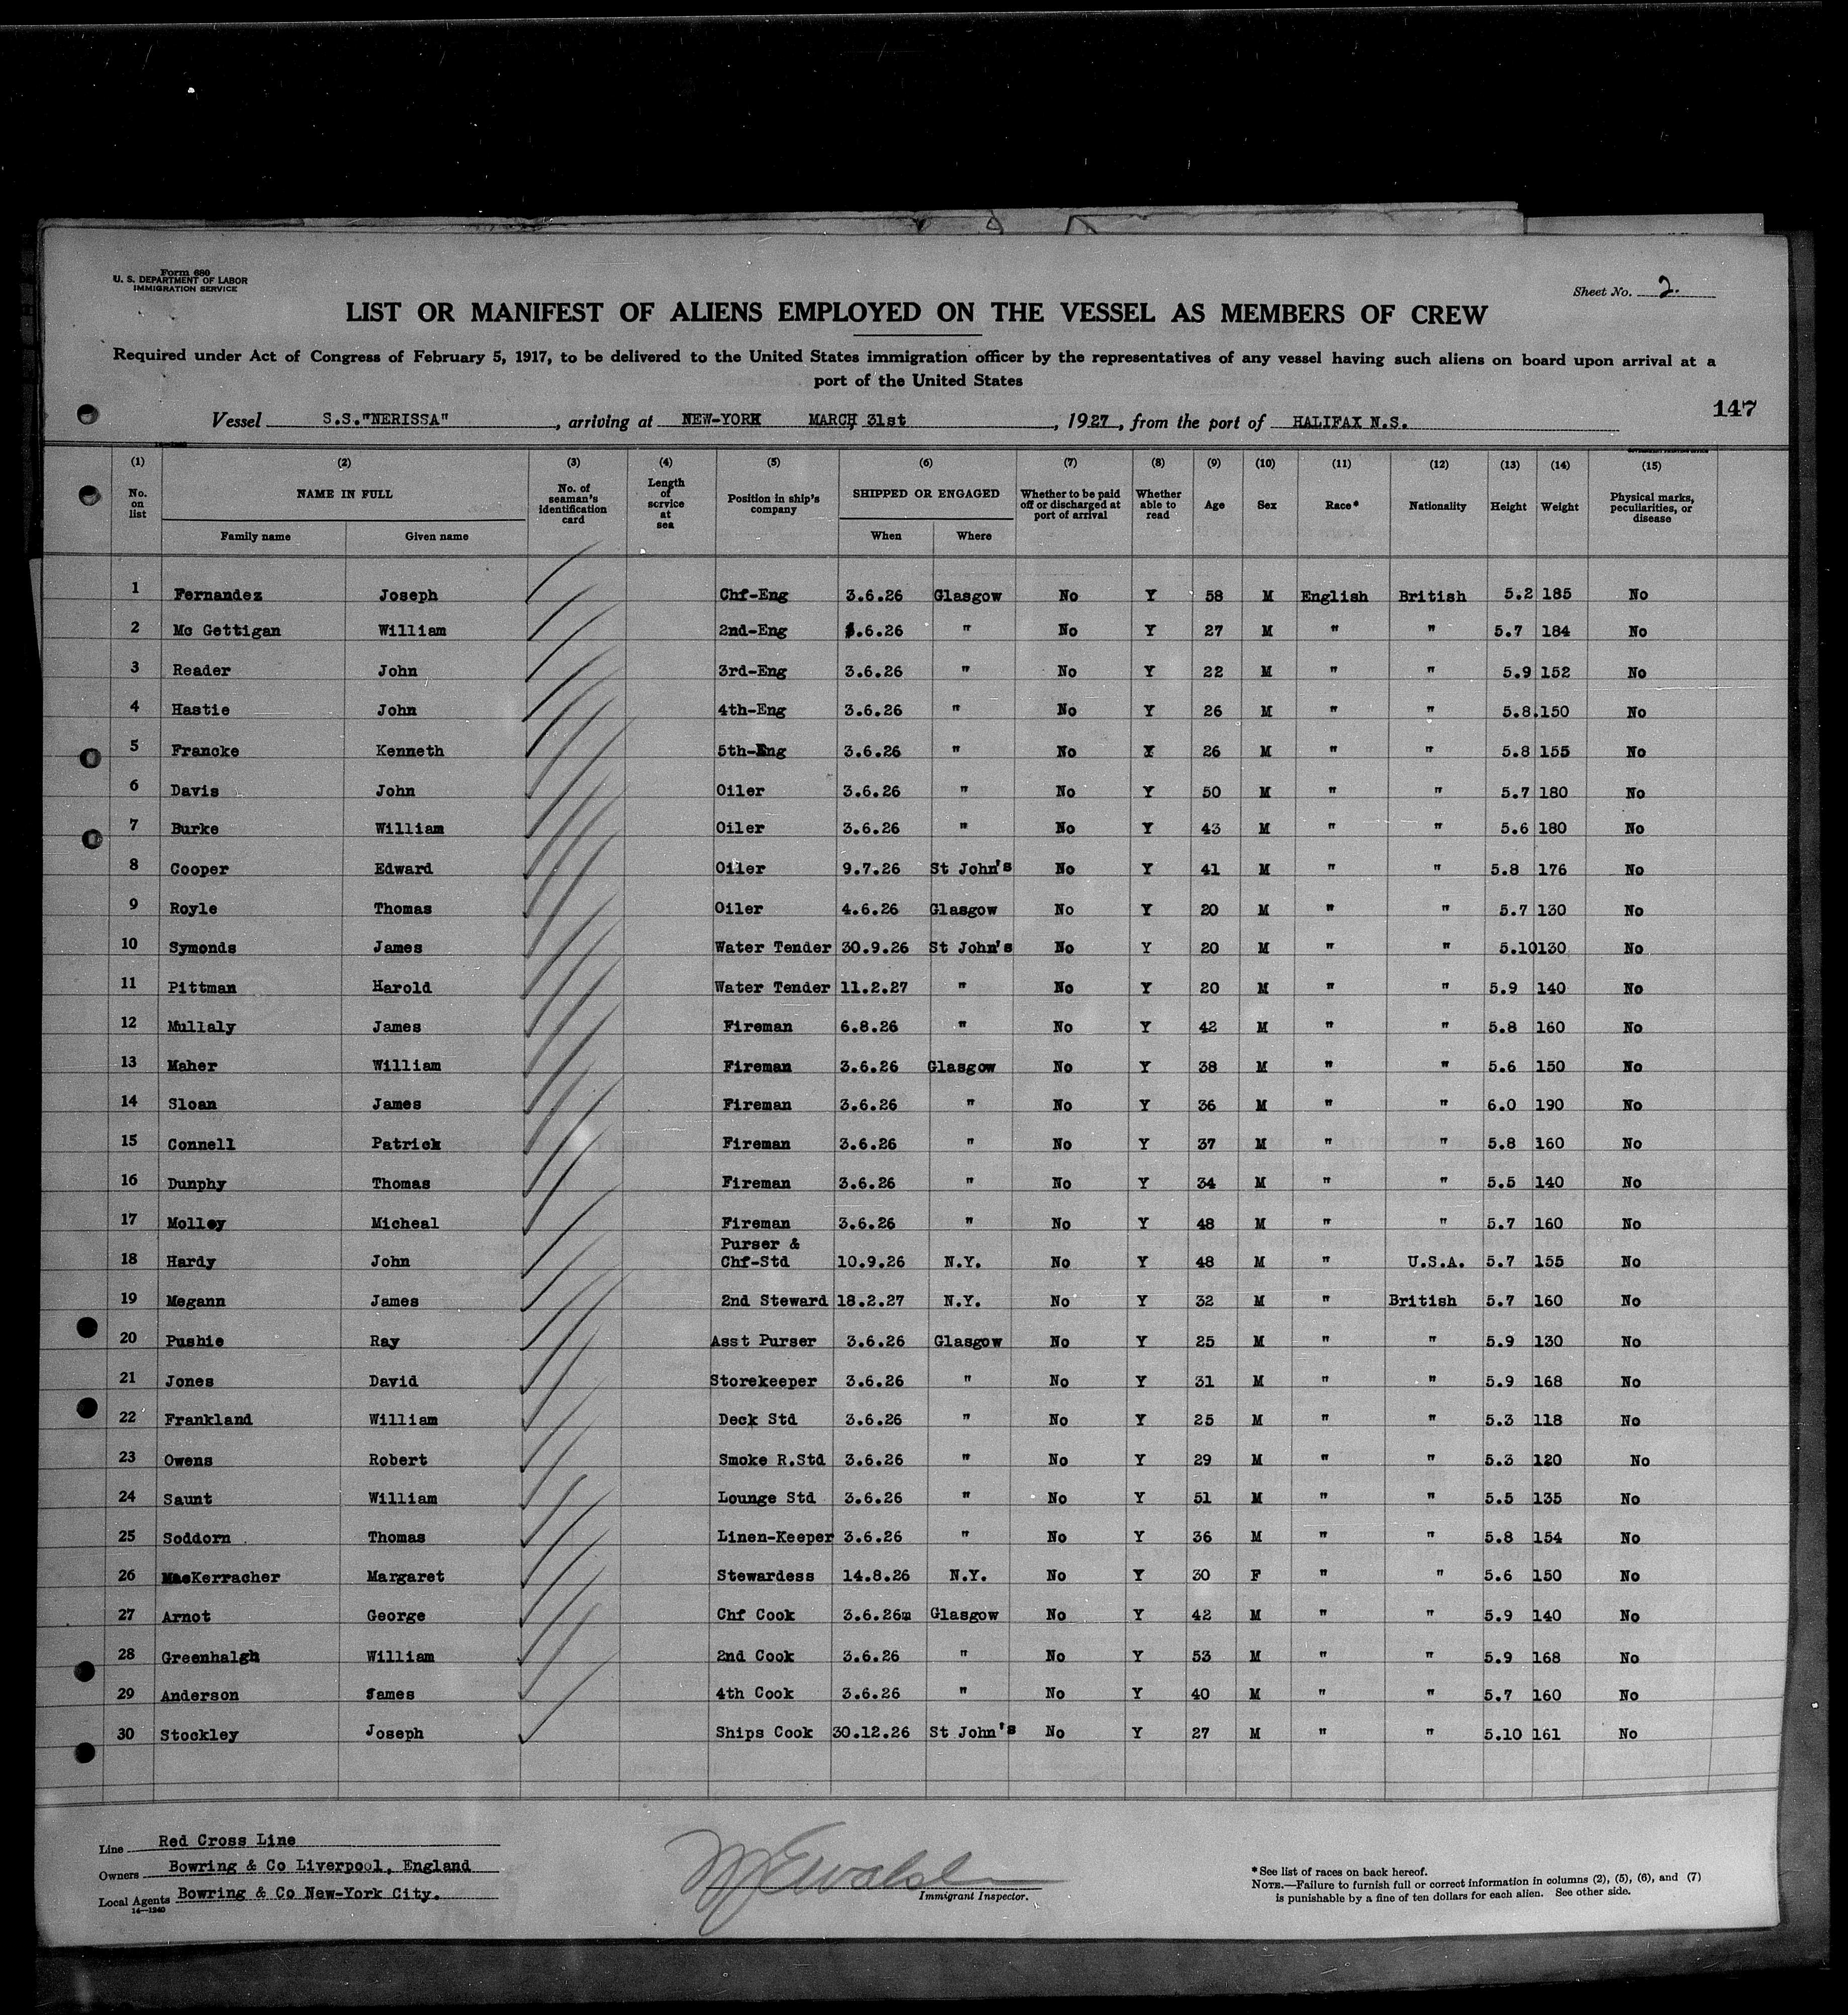 Form 680
U. S. DEPARTMENT OF LABOR
IMMIGRATION SERVICE
Sheet No. 2.
LIST OR MANIFEST OF ALIENS EMPLOYED ON THE VESSEL AS MEMBERS OF CREW
Required under Act of Congress of February 5, 1917, to be delivered to the United States immigration officer by the representatives of any vessel having such aliens on board upon arrival at a
port of the United States
147
Vessel S.S."NERISSA", arriving at NEW-YORK MARCH 31st, 1927, from the port of HALIFAX N.S.
(1) (2) (3) (4) (5) (6) (7) (8) (9) (10) (11) (12) (13) (14) (15)
No. on list NAME IN FULL No. of seaman's identification card Length of service at sea Position in ship's company SHIPPED OR ENGAGED Whether to be paid off or discharged at port of arrival Whether able to read Age Sex Race* Nationality Height Weight Physical marks, peculiarities, or disease
Family name Given name When Where
1 Fernandez Joseph Chf-Eng 3.6.26 Glasgow No Y 58 M English British 5.2 185 No
2 Mc Gettigan William 2nd-Eng 3.6.26 " No Y 27 M " " 5.7 184 No
3 Reader John 3rd-Eng 3.6.26 " No Y 22 M " " 5.9 152 No
4 Hastie John 4th-Eng 3.6.26 " No Y 26 M " " 5.8.150 No
5 Francke Kenneth 5th-Eng 3.6.26 " No Y 26 M " " 5.8 155 No
6 Davis John Oiler 3.6.26 " No Y 50 M " " 5.7 180 No
7 Burke William Oiler 3.6.26 " No Y 43 M " " 5.6 180 No
8 Cooper Edward Oiler 9.7.26 St John's No Y 41 M " " 5.8 176 No
9 Royle Thomas Oiler 4.6.26 Glasgow No Y 20 M " " 5.7 130 No
10 Symonds James Water Tender 30.9.26 St John's No Y 20 M " " 5.10 130 No
11 Pittman Harold Water Tender 11.2.27 " No Y 20 M " " 5.9 140 No
12 Mullaly James Fireman 6.8.26 " No Y 42 M " " 5.8 160 No
13 Maher William Fireman 3.6.26 Glasgow No Y 38 M " " 5.6 150 No
14 Sloan James Fireman 3.6.26 " No Y 36 M " " 6.0 190 No
15 Connell Patrick Fireman 3.6.26 " No Y 37 M " " 5.8 160 No
16 Dunphy Thomas Fireman 3.6.26 " No Y 34 M " " 5.5 140 No
17 Molloy Micheal Fireman 3.6.26 " No Y 48 M " " 5.7 160 No
18 Hardy John Purser & Chf-Std 10.9.26 N.Y. No Y 48 M " U.S.A. 5.7 155 No
19 Megann James 2nd Steward 18.2.27 N.Y. No Y 32 M " British 5.7 160 No
20 Pushie Ray Asst Purser 3.6.26 Glasgow No Y 25 M " " 5.9 130 No
21 Jones David Storekeeper 3.6.26 " No Y 31 M " " 5.9 168 No
22 Frankland William Deck Std 3.6.26 " No Y 25 M " " 5.3 118 No
23 Owens Robert Smoke R.Std 3.6.26 " No Y 29 M " " 5.3 120 No
24 Saunt William Lounge Std 3.6.26 " No Y 51 M " " 5.5 135 No
25 Soddorn Thomas Linen-Keeper 3.6.26 " No Y 36 M " " 5.8 154 No
26 MacKerracher Margaret Stewardess 14.8.26 N.Y. No Y 30 F " " 5.6 150 No
27 Arnot George Chf Cook 3.6.26m Glasgow No Y 42 M " " 5.9 140 No
28 Greenhalgh William 2nd Cook 3.6.26 " No Y 53 M " " 5.9 168 No
29 Anderson James 4th Cook 3.6.26 " No Y 40 M " " 5.7 160 No
30 Stockley Joseph Ships Cook 30.12.26 St John's No Y 27 M " " 5.10 161 No
Line Red Cross Line
Owners Bowring & Co Liverpool, England
Local Agents Bowring & Co New-York City.
14—1240
Immigrant Inspector.
*See list of races on back hereof.
NOTE.—Failure to furnish full or correct information in columns (2), (5), (6), and (7)
is punishable by a fine of ten dollars for each alien. See other side.